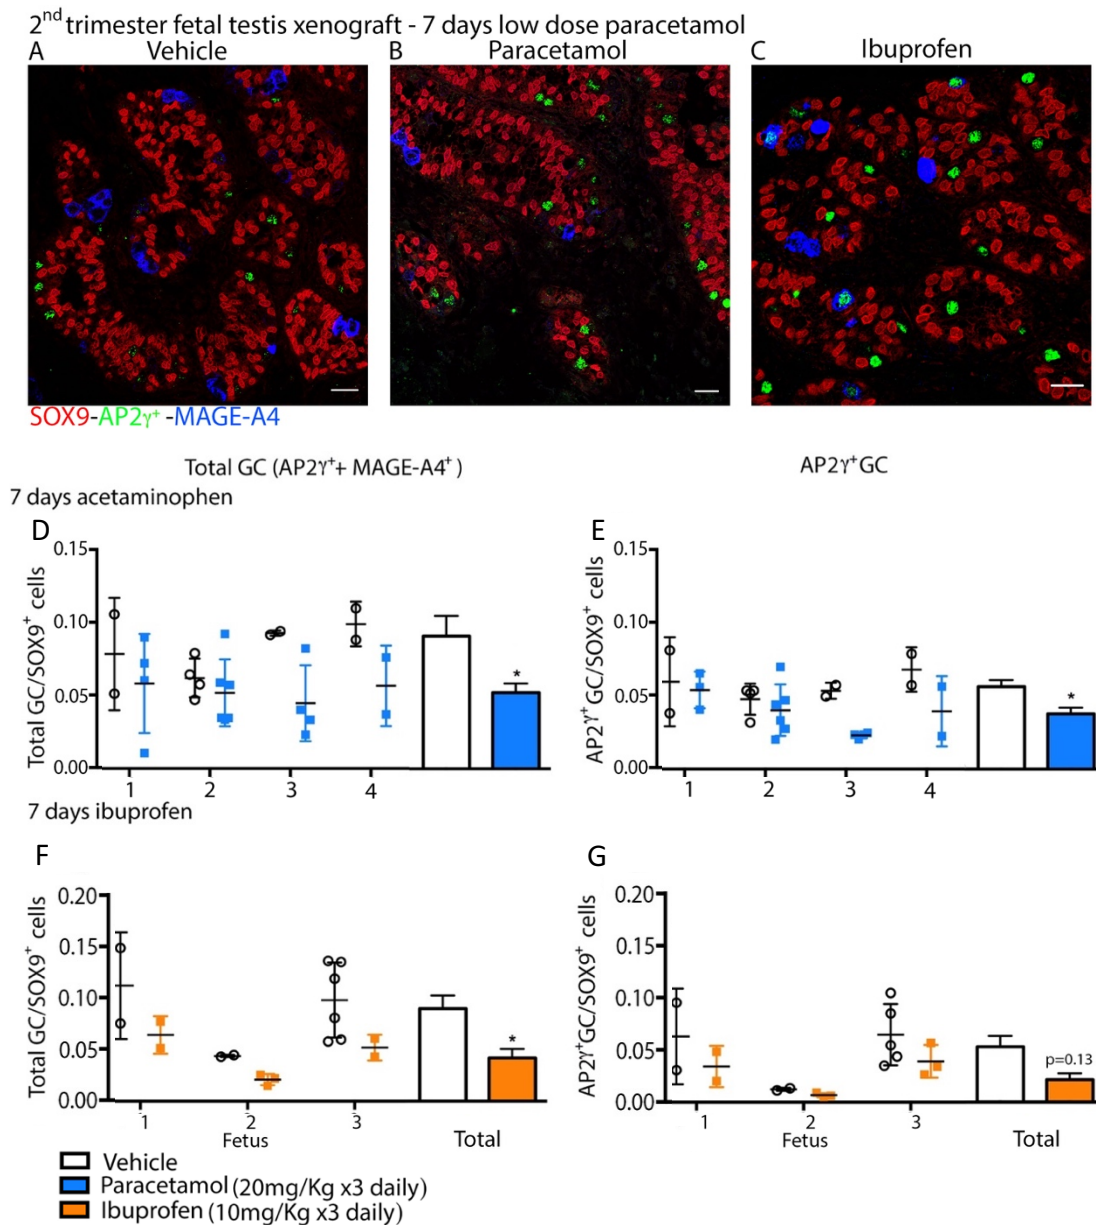 2nd trimester fetal testis xenograft - 7 days low dose paracetamol
A Vehicle B Paracetamol C Ibuprofen
SOX9-AP2γ+ -MAGE-A4
Total GC (AP2γ+ + MAGE-A4+ ) AP2γ+GC
7 days acetaminophen
D
Total GC/SOX9+ cells
0.15
0.10
0.05
0.00
1 2 3 4
*
E
AP2γ+ GC/SOX9+ cells
0.15
0.10
0.05
0.00
1 2 3 4
*
7 days ibuprofen
F
Total GC/SOX9+ cells
0.20
0.15
0.10
0.05
0.00
1 2 3
Fetus Total
*
G
AP2γ+GC/SOX9+ cells
0.20
0.15
0.10
0.05
0.00
1 2 3
Fetus Total
p=0.13
Vehicle
Paracetamol (20mg/Kg x3 daily)
Ibuprofen (10mg/Kg x3 daily)